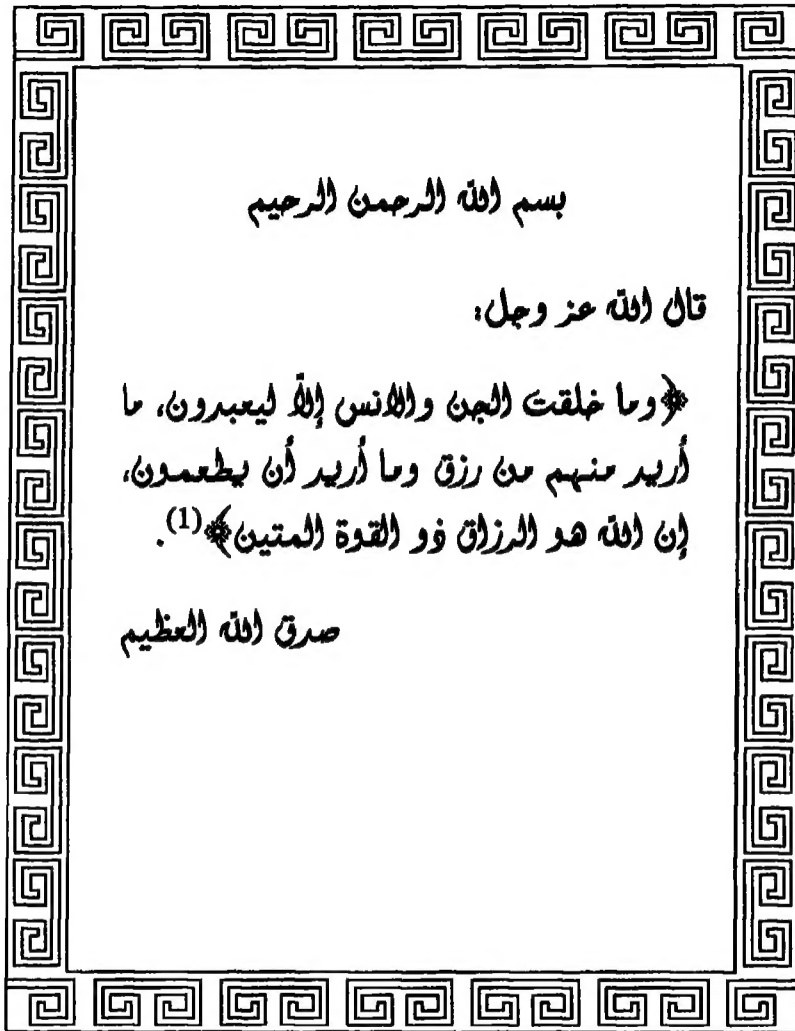 بسم الله الرحمن الرحيم
قال الله عز وجل:
﴿وما خلقت الجن والانس إلاّ ليعبدون، ما
أريد منهم من رزق وما أريد أن يطعمون،
إن الله هو الرزاق ذو القوة المتين﴾(1).
صدق الله العظيم